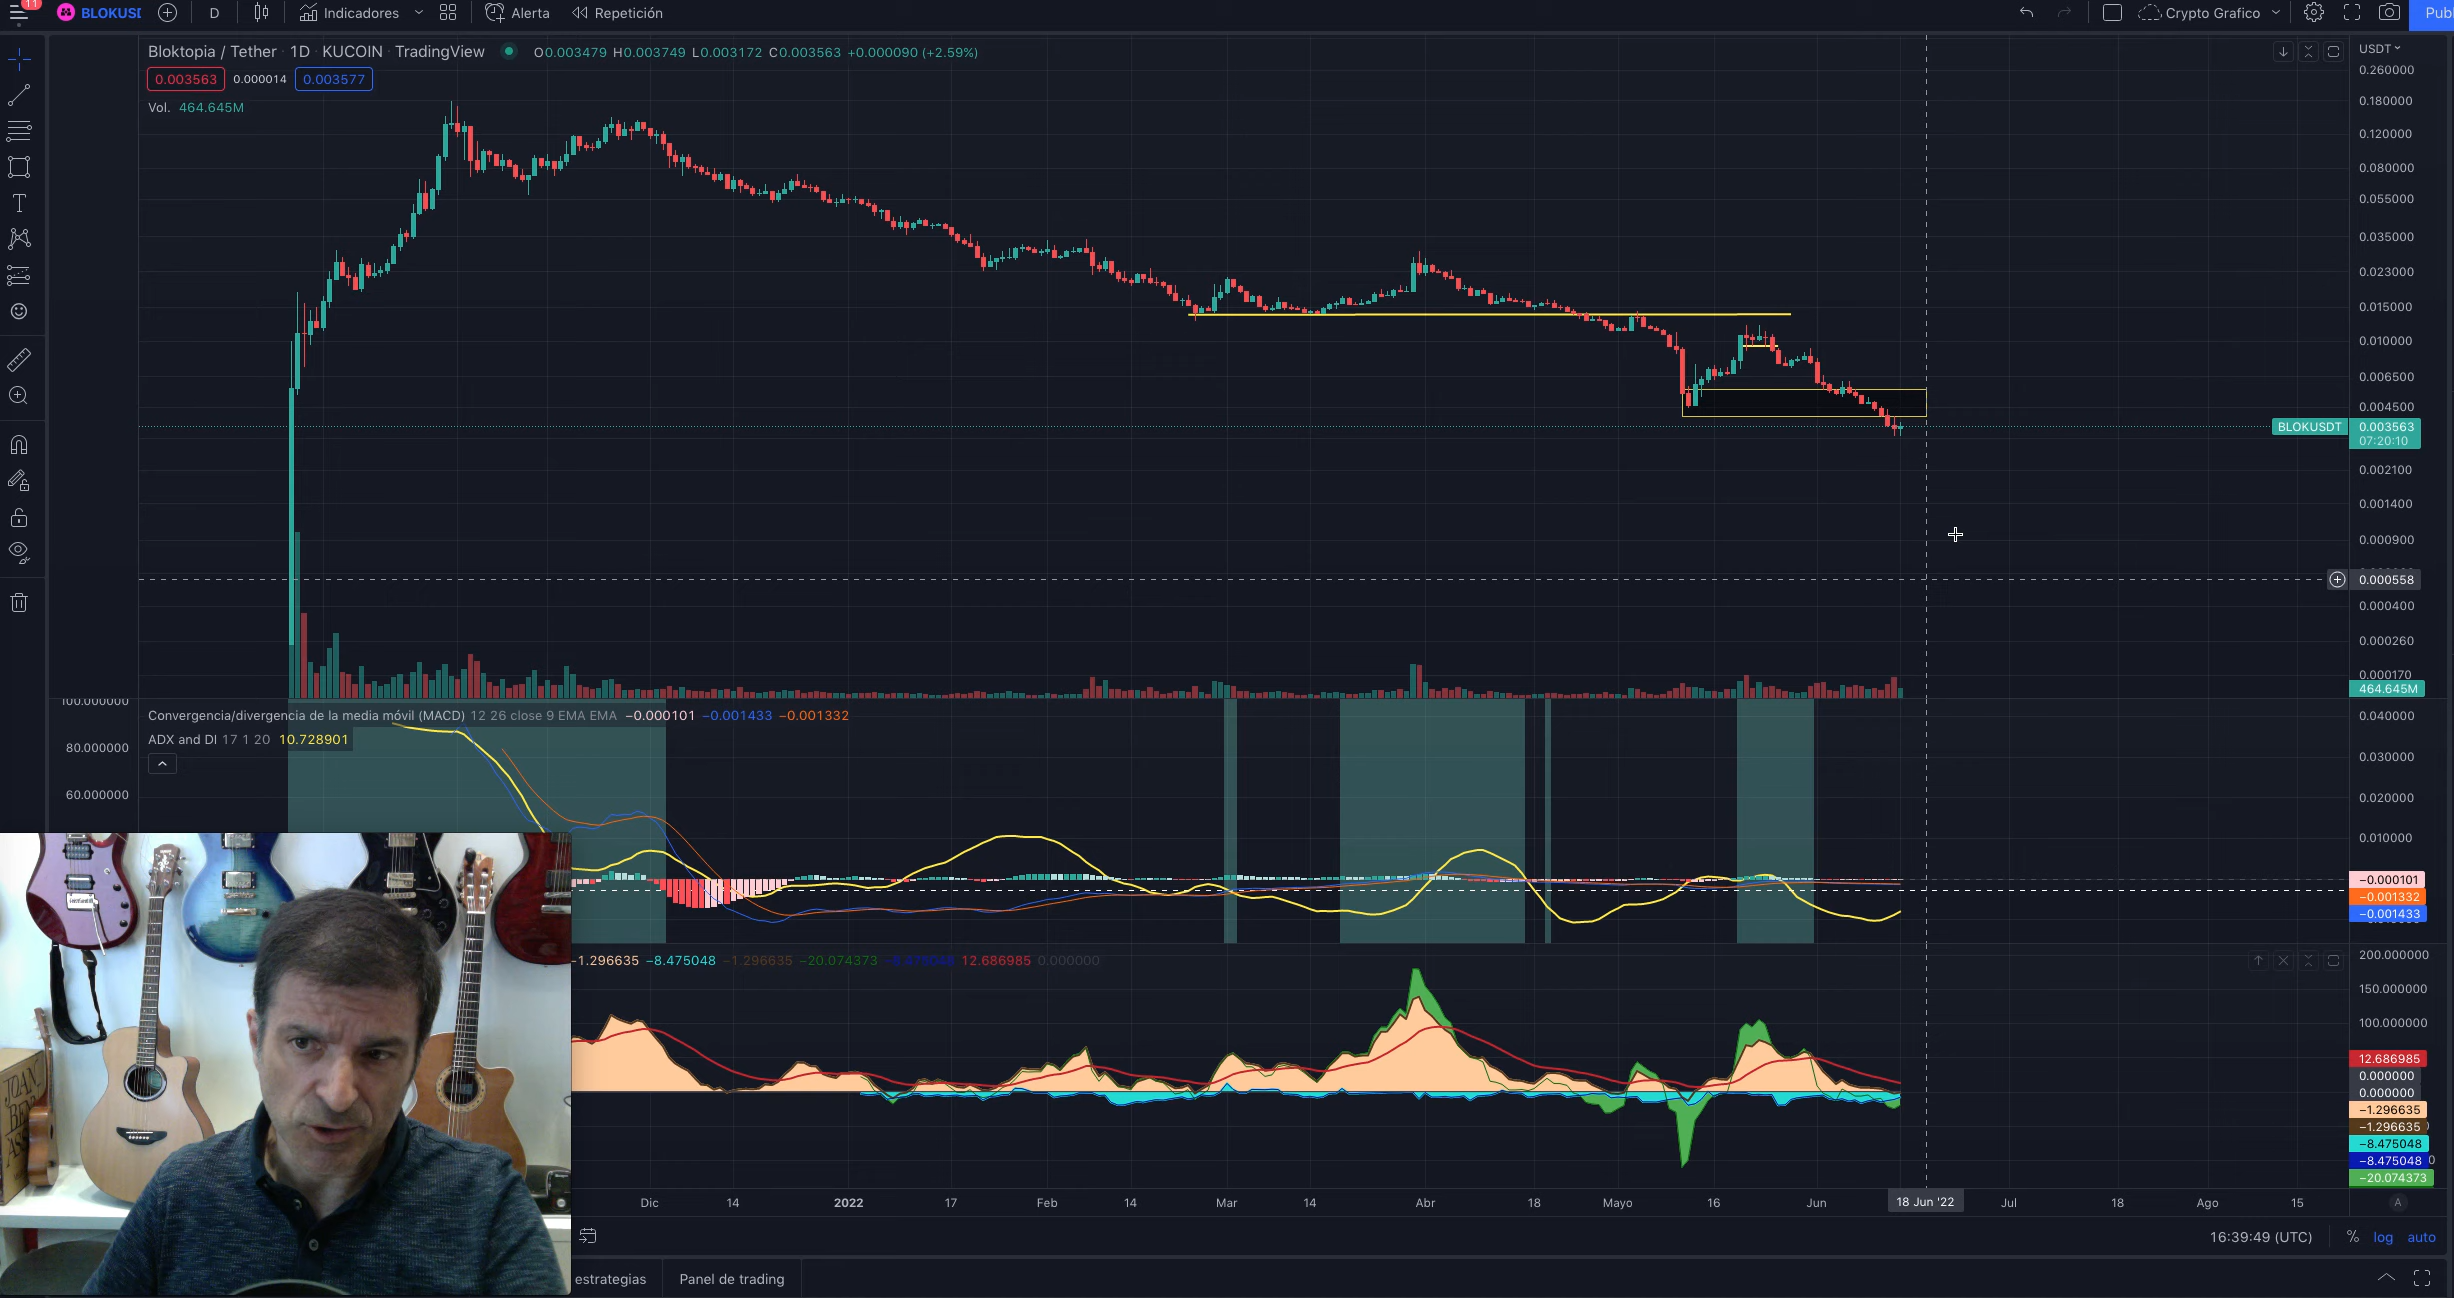 11
BLOKUSI
D
Indicadores
Alerta
Repetición
Crypto Grafico
Publ
Bloktopia / Tether · 1D · KUCOIN · TradingView
O0.003479 H0.003749 L0.003172 C0.003563 +0.000090 (+2.59%)
USDT
0.003563
0.000014
0.003577
Vol. 464.645M
0.260000
0.180000
0.120000
0.080000
0.055000
0.035000
0.023000
0.015000
0.010000
0.006500
0.004500
BLOKUSDT
0.003563
07:20:10
0.002100
0.001400
0.000900
0.000558
0.000400
0.000260
0.000170
464.645M
100.000000
Convergencia/divergencia de la media móvil (MACD) 12 26 close 9 EMA EMA −0.000101 −0.001433 −0.001332
0.040000
ADX and DI 17 1 20 10.728901
80.000000
0.030000
60.000000
0.020000
0.010000
−0.000101
−0.001332
−0.001433
−1.296635 −8.475048 −1.296635 −20.074373 −8.475048 12.686985 0.000000
200.000000
150.000000
100.000000
12.686985
0.000000
0.000000
−1.296635
−1.296635
−8.475048
−8.475048
−20.074373
Dic
14
2022
17
Feb
14
Mar
14
Abr
18
Mayo
16
Jun
18 Jun '22
Jul
18
Ago
15
A
16:39:49 (UTC)
%
log
auto
estrategias
Panel de trading